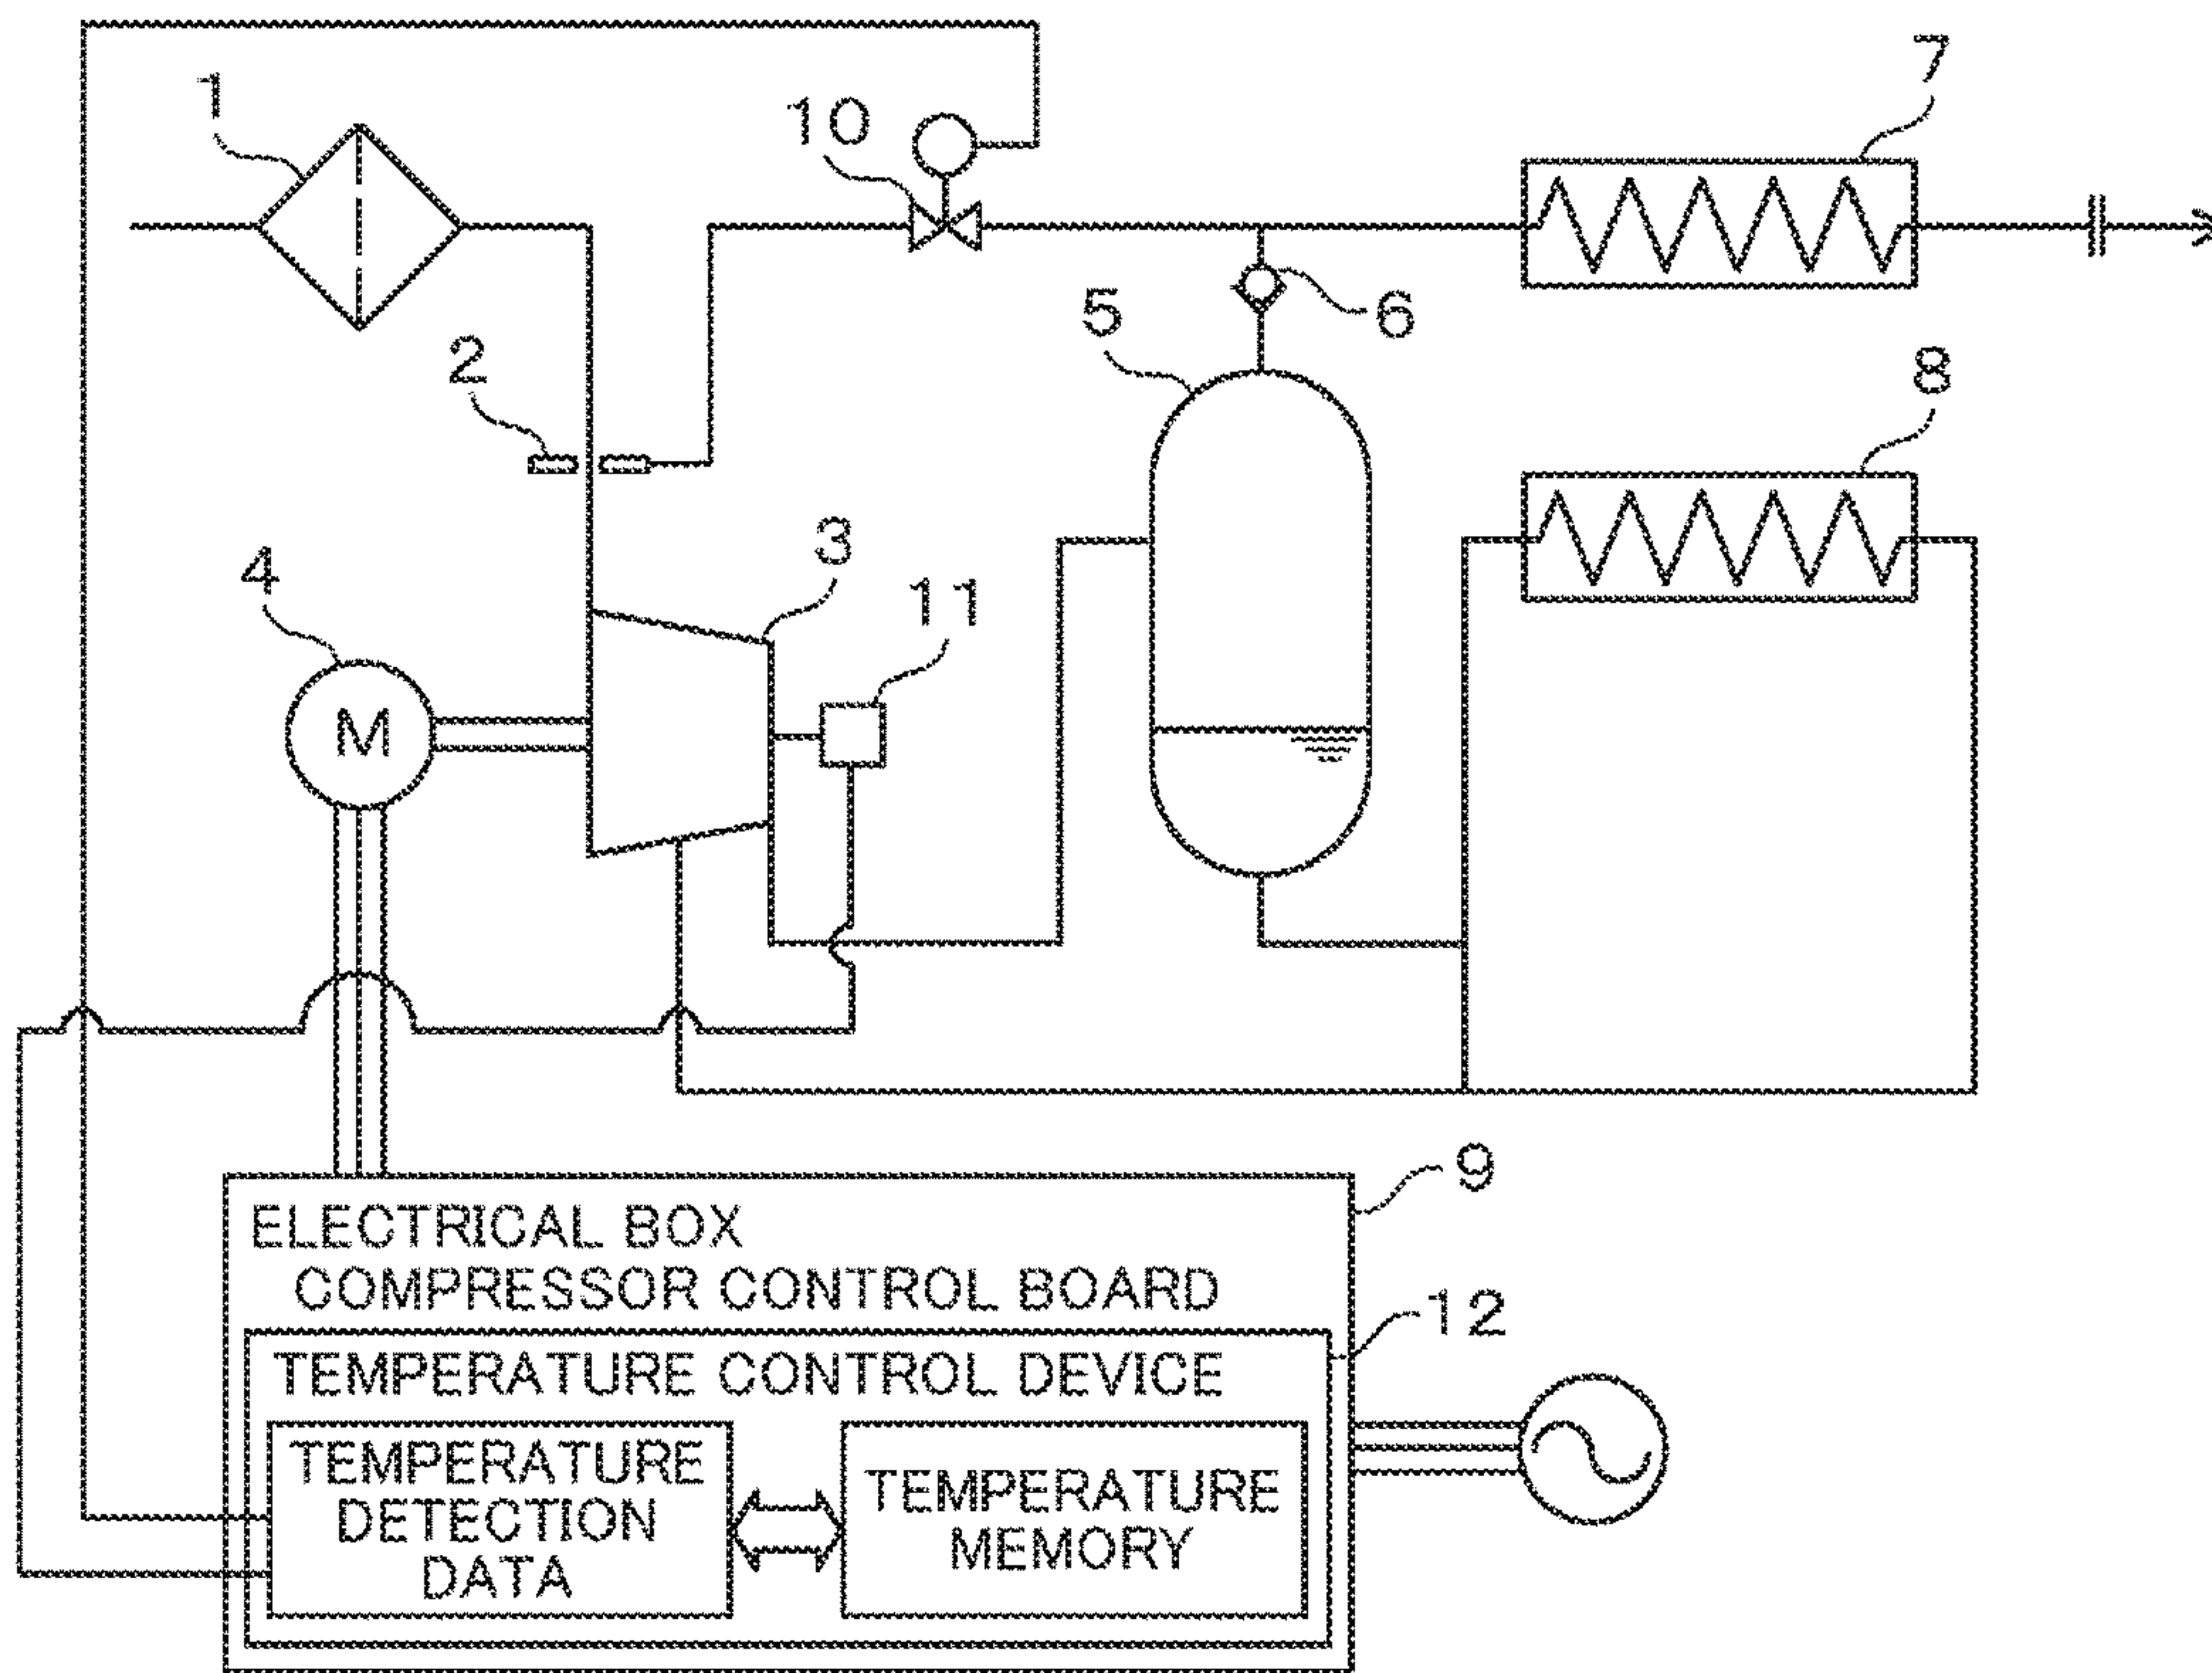 1
10
7
2
5
6
8
4
3
11
M
9
ELECTRICAL BOX
COMPRESSOR CONTROL BOARD
12
TEMPERATURE CONTROL DEVICE
TEMPERATURE
DETECTION
DATA
TEMPERATURE
MEMORY